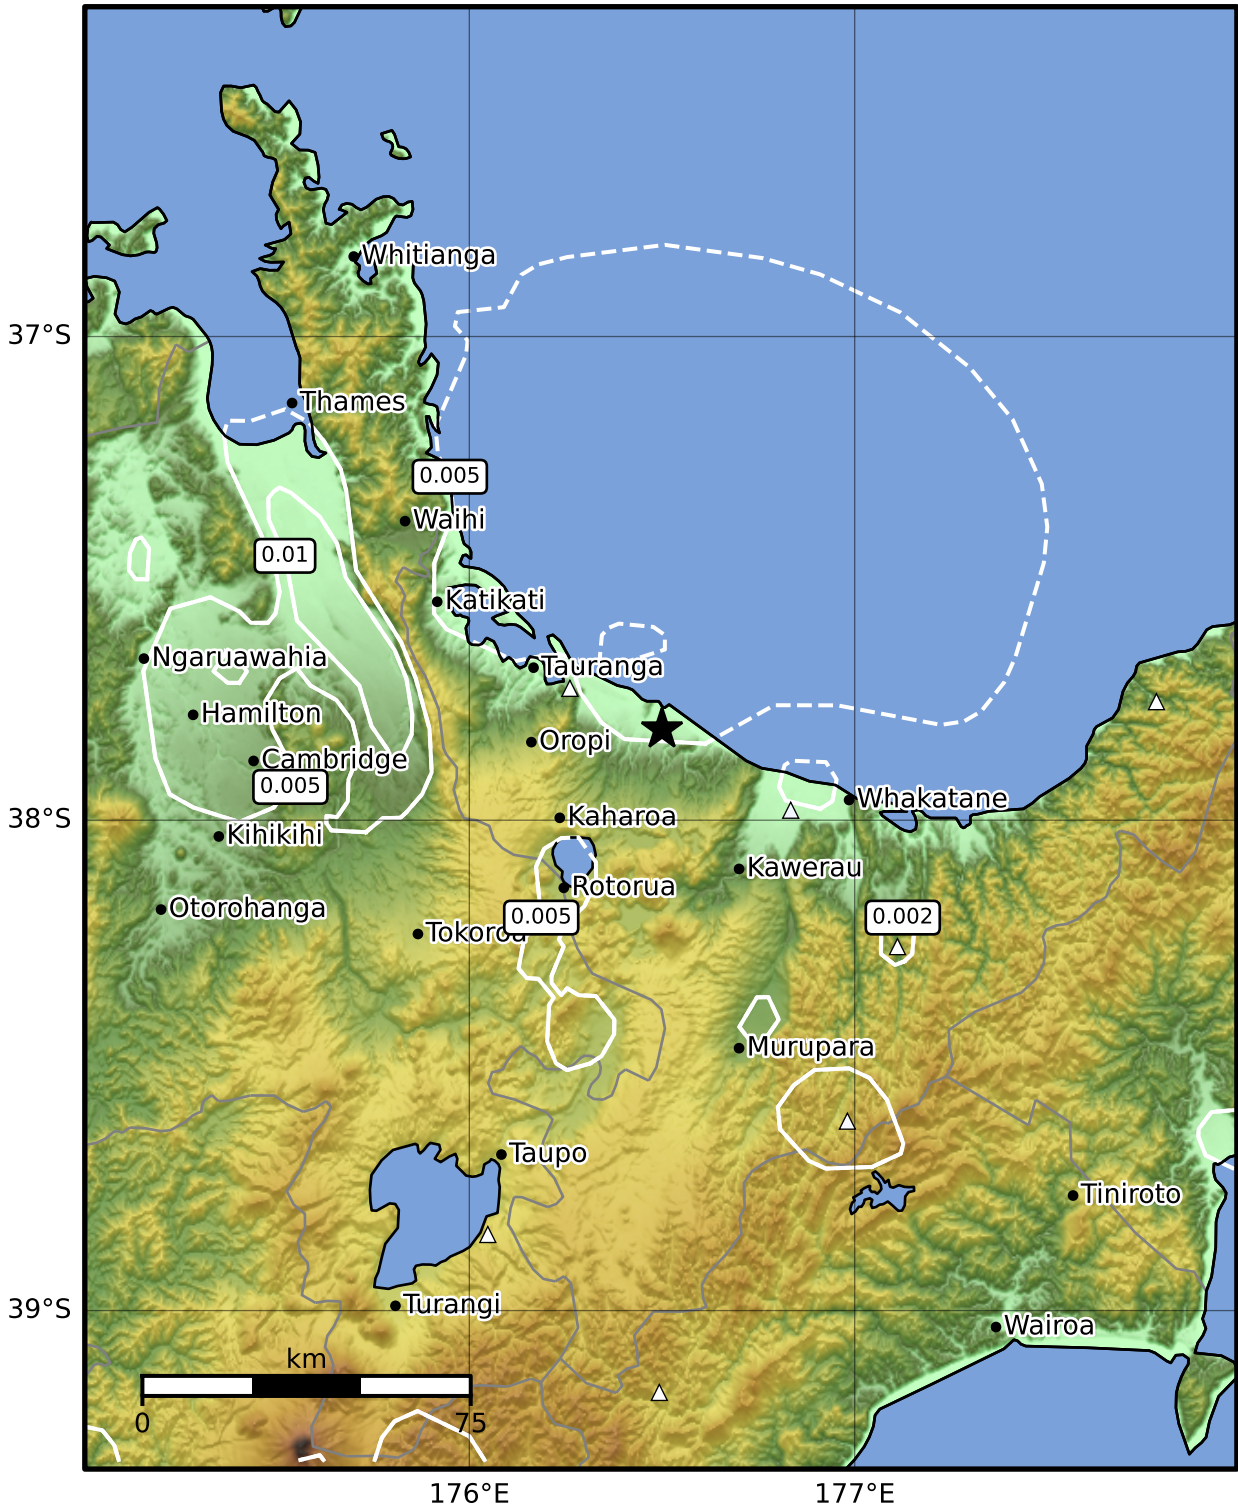 Whitianga
37°S
Thames
0.005
Waihi
0.01
Katikati
Ngaruawahia
Tauranga
Hamilton
Oropi
Cambridge
0.005
Whakatane
38°S
Kaharoa
Kihikihi
Kawerau
Rotorua
Otorohanga
0.005
0.002
Tokoroa
Murupara
Taupo
Tiniroto
39°S
Turangi
Wairoa
km
0
75
176°E
177°E